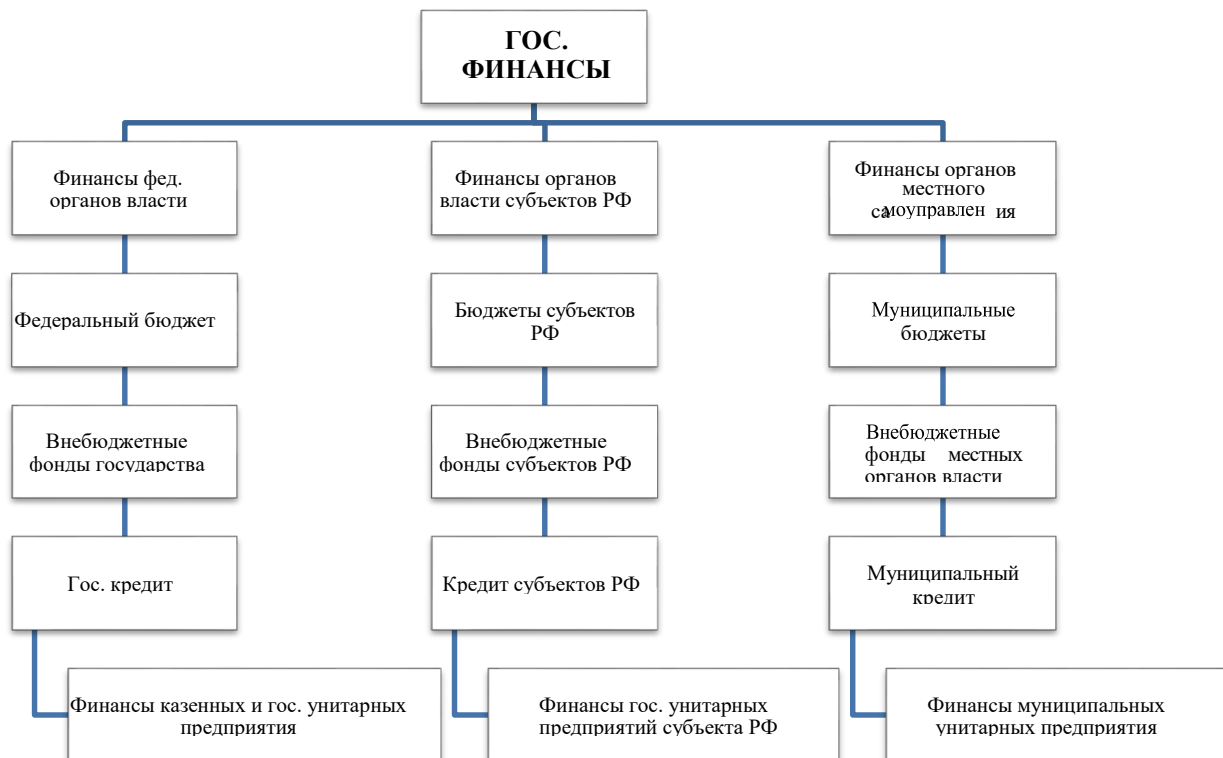 ГОС.
ФИНАНСЫ
Финансы фед.
органов власти
Финансы органов
власти субъектов РФ
Финансы органов
местного
самоуправлен ия
Федеральный бюджет
Бюджеты субъектов
РФ
Муниципальные
бюджеты
Внебюджетные
фонды государства
Внебюджетные
фонды субъектов РФ
Внебюджетные
фонды местных
органов власти
Гос. кредит
Кредит субъектов РФ
Муниципальный
кредит
Финансы казенных и гос. унитарных
предприятия
Финансы гос. унитарных
предприятий субъекта РФ
Финансы муниципальных
унитарных предприятия